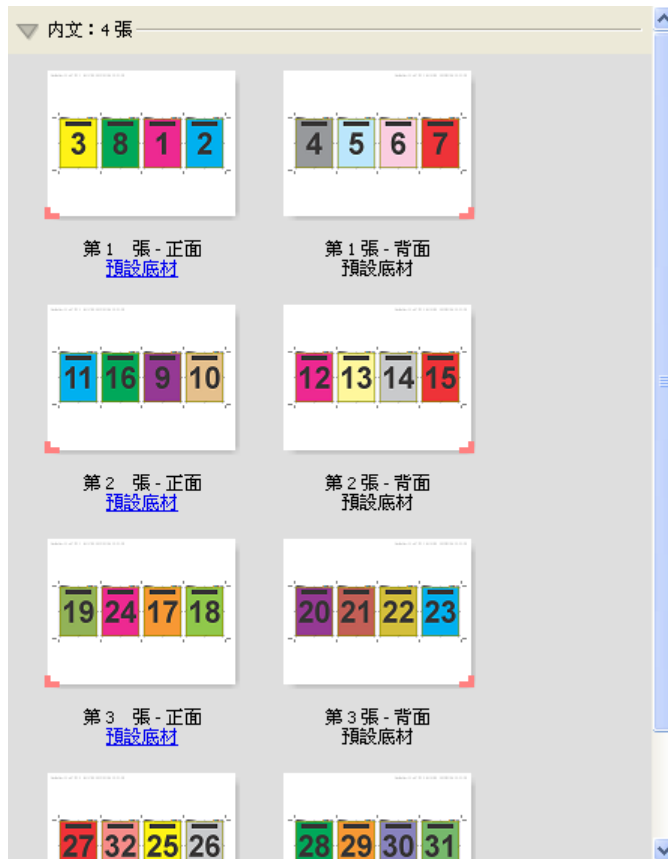 內文：4 張
3 8 1 2
4 5 6 7
第 1 張 - 正面
預設底材
第 1 張 - 背面
預設底材
11 16 9 10
12 13 14 15
第 2 張 - 正面
預設底材
第 2 張 - 背面
預設底材
19 24 17 18
20 21 22 23
第 3 張 - 正面
預設底材
第 3 張 - 背面
預設底材
27 32 25 26
28 29 30 31